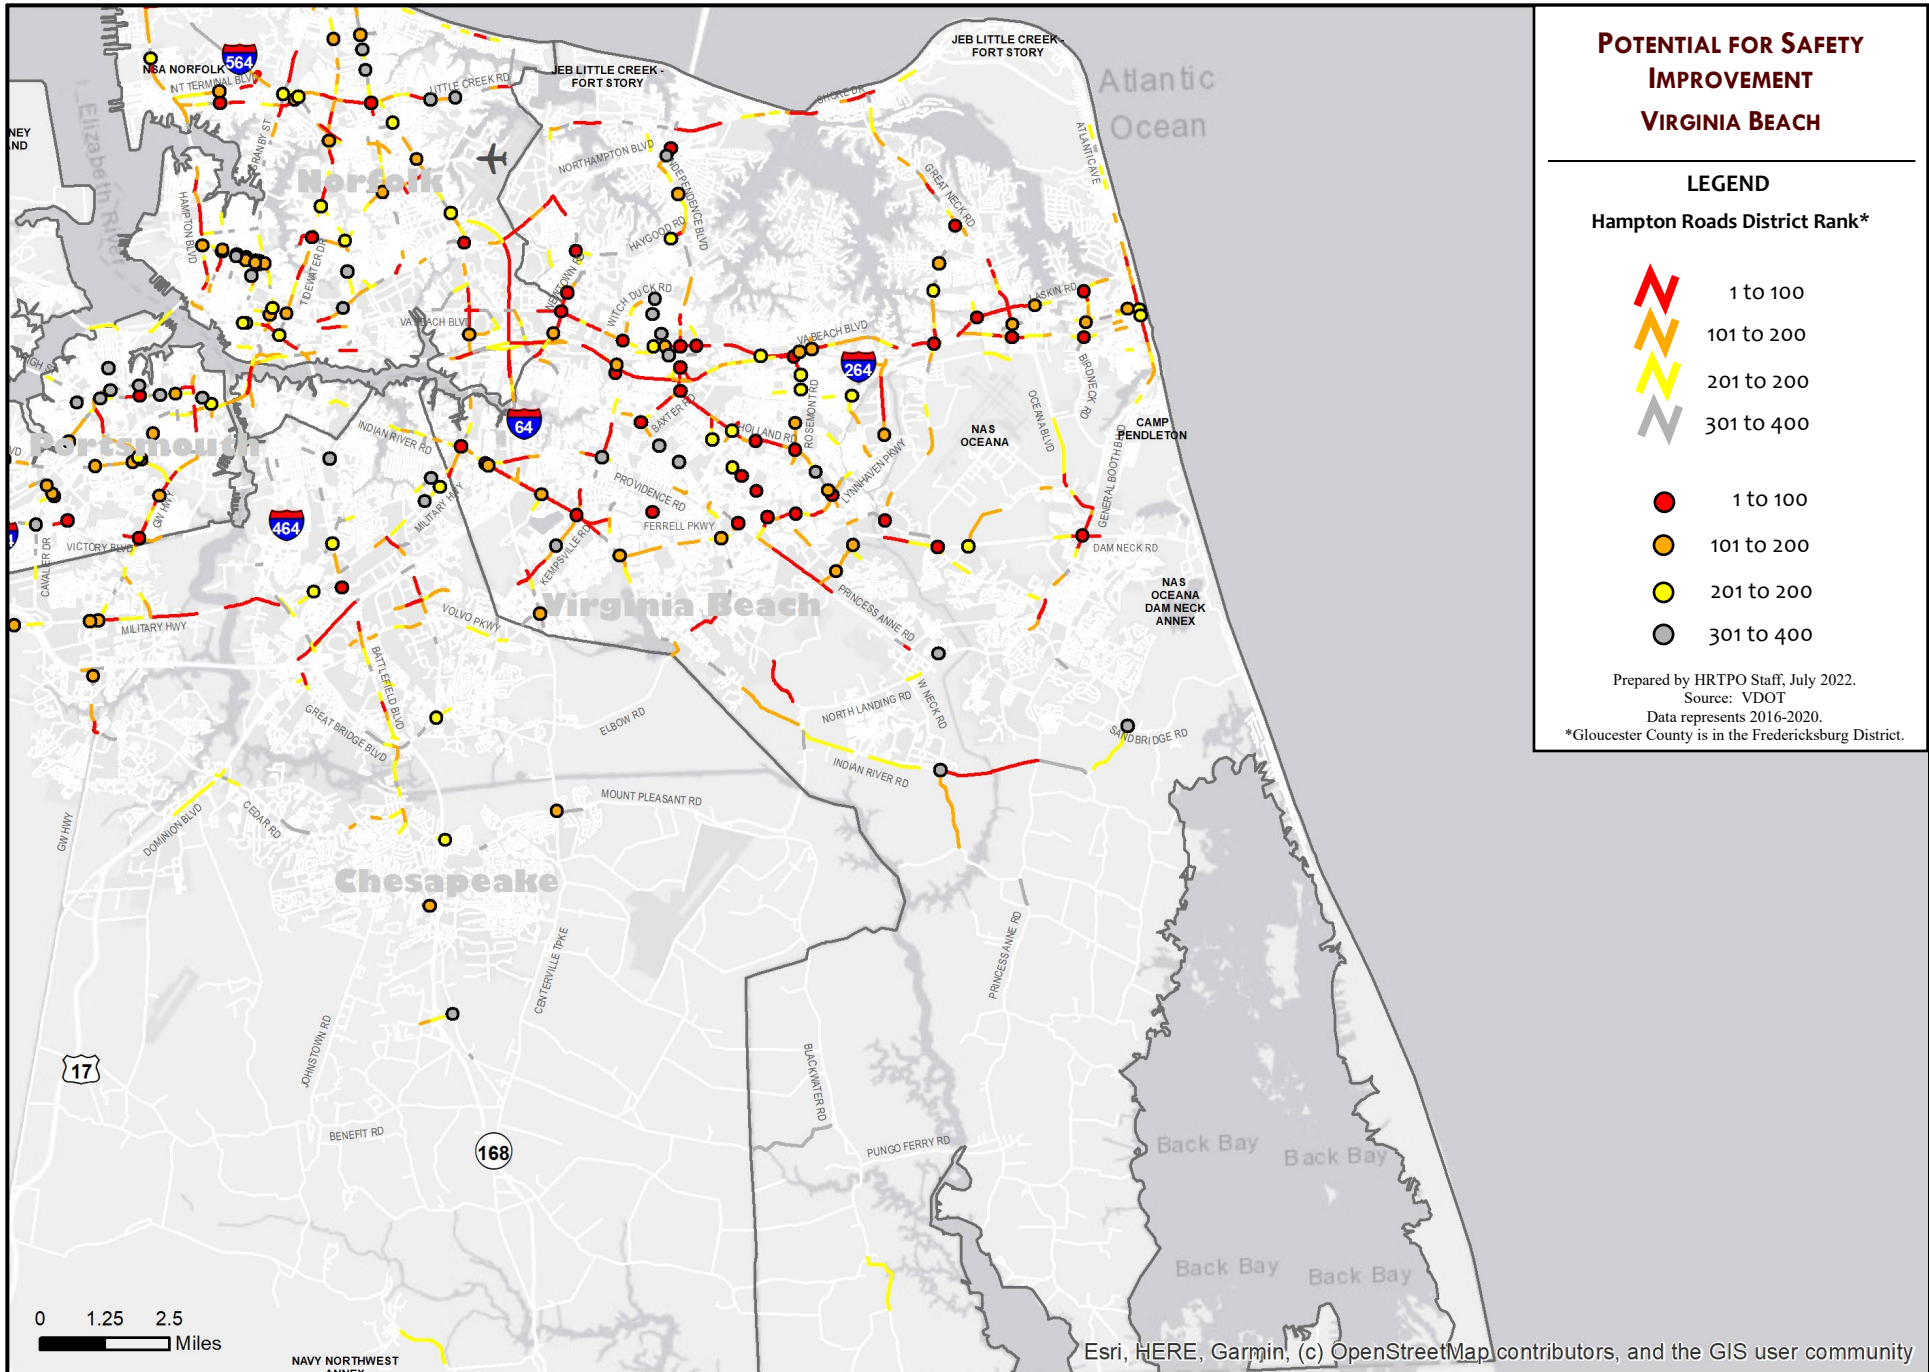 POTENTIAL FOR SAFETY
IMPROVEMENT
VIRGINIA BEACH
LEGEND
Hampton Roads District Rank*
1 to 100
101 to 200
201 to 200
301 to 400
1 to 100
101 to 200
201 to 200
301 to 400
Prepared by HRTPO Staff, July 2022.
Source: VDOT
Data represents 2016-2020.
*Gloucester County is in the Fredericksburg District.
JEB LITTLE CREEK -
FORT STORY
Atlantic
Ocean
NSA NORFOLK
564
INT TERMINAL BLVD
LITTLE CREEK RD
JEB LITTLE CREEK -
FORT STORY
SHORE DR
ATLANTIC AVE
NEY
AND
Elizabeth River
GRANBY ST
NORTHAMPTON BLVD
INDEPENDENCE BLVD
GREAT NECK RD
Norfolk
HAMPTON BLVD
HAYGOOD RD
TIDEWATER DR
NEWTOWN RD
WITCH DUCK RD
LASKIN RD
VA BEACH BLVD
VA BEACH BLVD
264
HIGH S
BIRDNECK RD
BAXTER RD
ROSEMONT RD
HOLLAND RD
OCEANA BLVD
64
NAS
OCEANA
CAMP
PENDLETON
INDIAN RIVER RD
Portsmouth
VD
LYNNHAVEN PKWY
GENERAL BOOTH BLVD
PROVIDENCE RD
MILITARY HWY
GW HWY
464
FERRELL PKWY
VICTORY BLVD
DAM NECK RD
CAVALIER DR
KEMPSVILLE RD
NAS
OCEANA
DAM NECK
ANNEX
Virginia Beach
VOLVO PKWY
MILITARY HWY
PRINCESS ANNE RD
BATTLEFIELD BLVD
W NECK RD
NORTH LANDING RD
GREAT BRIDGE BLVD
ELBOW RD
SANDBRIDGE RD
INDIAN RIVER RD
MOUNT PLEASANT RD
GW HWY
DOMINION BLVD
CEDAR RD
Chesapeake
PRINCESS ANNE RD
CENTERVILLE TPKE
JOHNSTOWN RD
17
BLACKWATER RD
BENEFIT RD
168
PUNGO FERRY RD
Back Bay
Back Bay
Back Bay
Back Bay
0 1.25 2.5
Miles
NAVY NORTHWEST
ANNEX
Esri, HERE, Garmin, (c) OpenStreetMap contributors, and the GIS user community